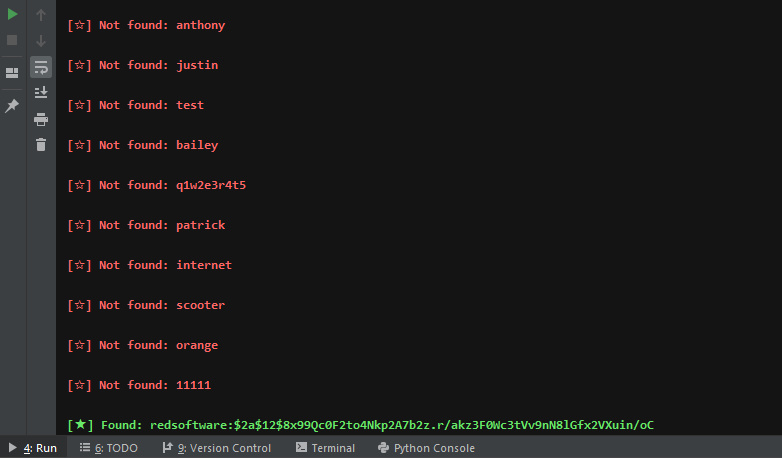 [☆] Not found: anthony
[☆] Not found: justin
[☆] Not found: test
[☆] Not found: bailey
[☆] Not found: q1w2e3r4t5
[☆] Not found: patrick
[☆] Not found: internet
[☆] Not found: scooter
[☆] Not found: orange
[☆] Not found: 11111
[★] Found: redsoftware:$2a$12$8x99Qc0F2to4Nkp2A7b2z.r/akz3F0Wc3tVv9nN8lGfx2VXuin/oC
4: Run 6: TODO 9: Version Control Terminal Python Console